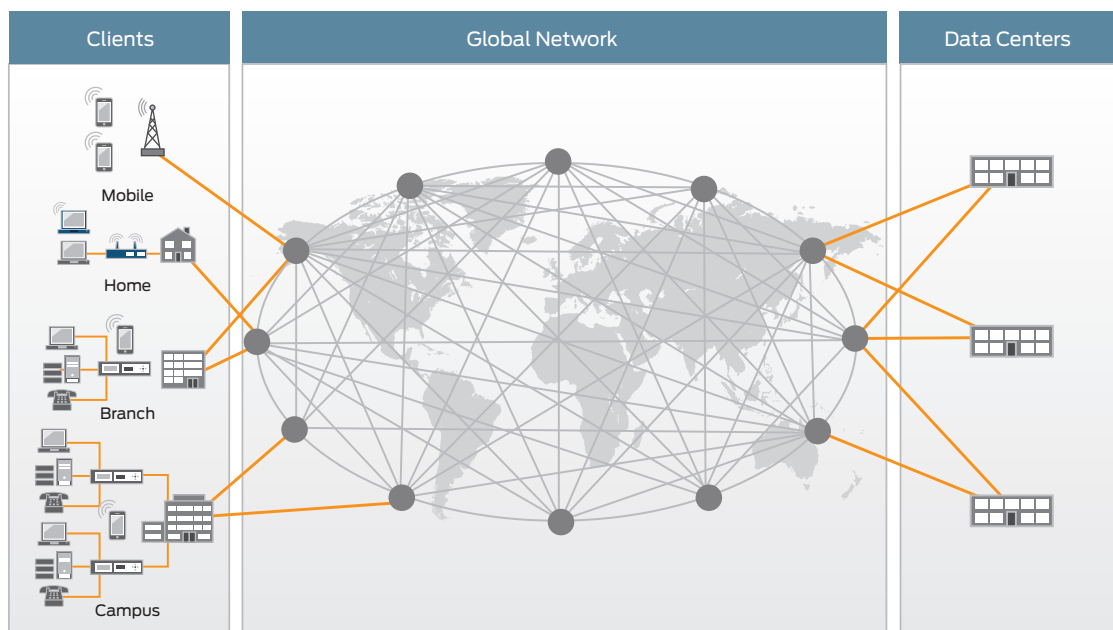 Clients
Global Network
Data Centers
Mobile
Home
Branch
Campus